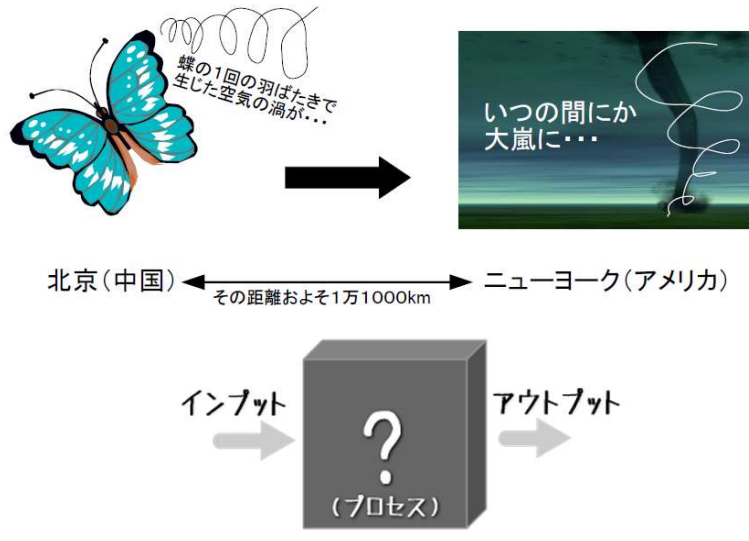 蝶の1回の羽ばたきで
生じた空気の渦が・・・
いつの間にか
大嵐に・・・
北京（中国）
その距離およそ1万1000km
ニューヨーク（アメリカ）
インプット
?
（プロセス）
アウトプット